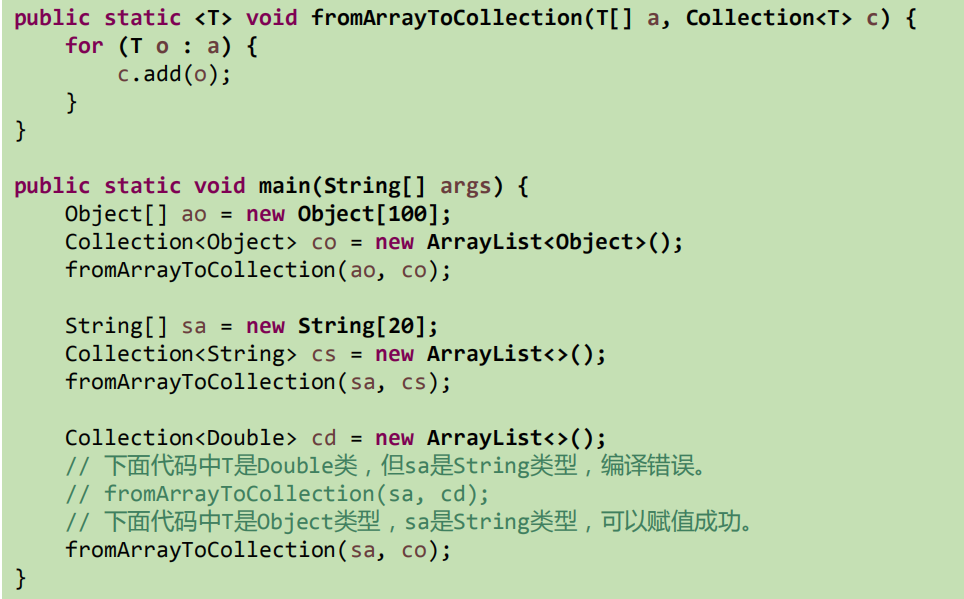 public static <T> void fromArrayToCollection(T[] a, Collection<T> c) {
    for (T o : a) {
        c.add(o);
    }
}

public static void main(String[] args) {
    Object[] ao = new Object[100];
    Collection<Object> co = new ArrayList<Object>();
    fromArrayToCollection(ao, co);

    String[] sa = new String[20];
    Collection<String> cs = new ArrayList<>();
    fromArrayToCollection(sa, cs);

    Collection<Double> cd = new ArrayList<>();
    // 下面代码中T是Double类，但sa是String类型，编译错误。
    // fromArrayToCollection(sa, cd);
    // 下面代码中T是Object类型，sa是String类型，可以赋值成功。
    fromArrayToCollection(sa, co);
}